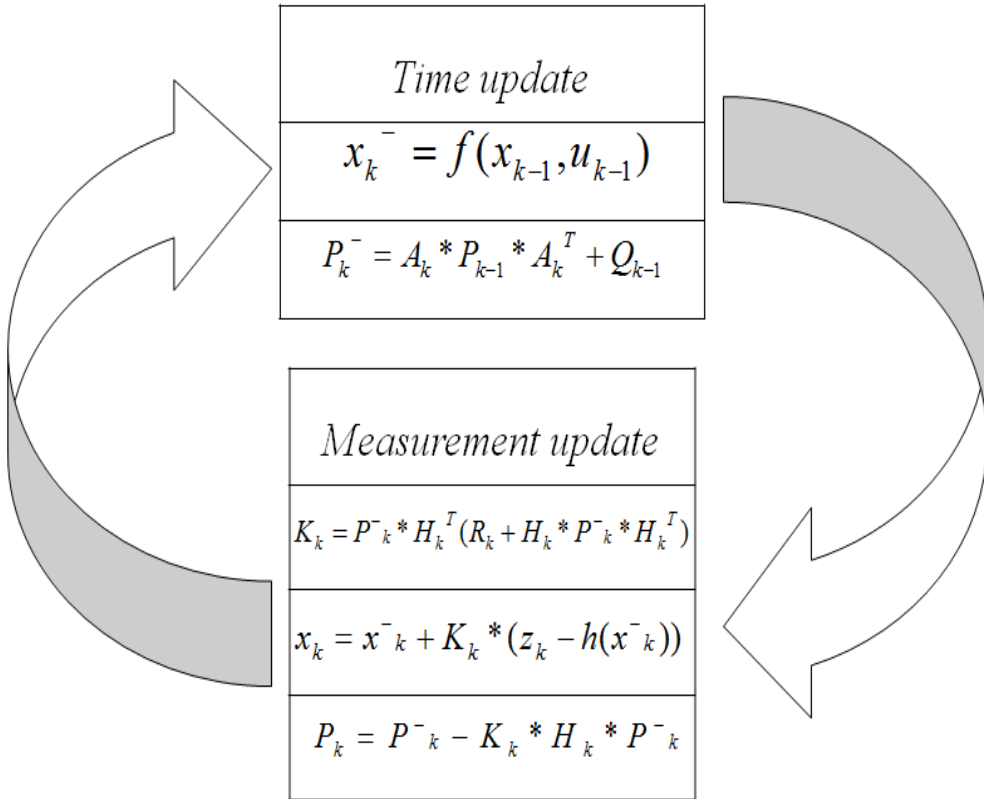 Time update
x_k^- = f(x_{k-1}, u_{k-1})
P_k^- = A_k * P_{k-1} * A_k^T + Q_{k-1}
Measurement update
K_k = P^-_k * H_k^T (R_k + H_k * P^-_k * H_k^T)
x_k = x^-_k + K_k * (z_k - h(x^-_k))
P_k = P^-_k - K_k * H_k * P^-_k